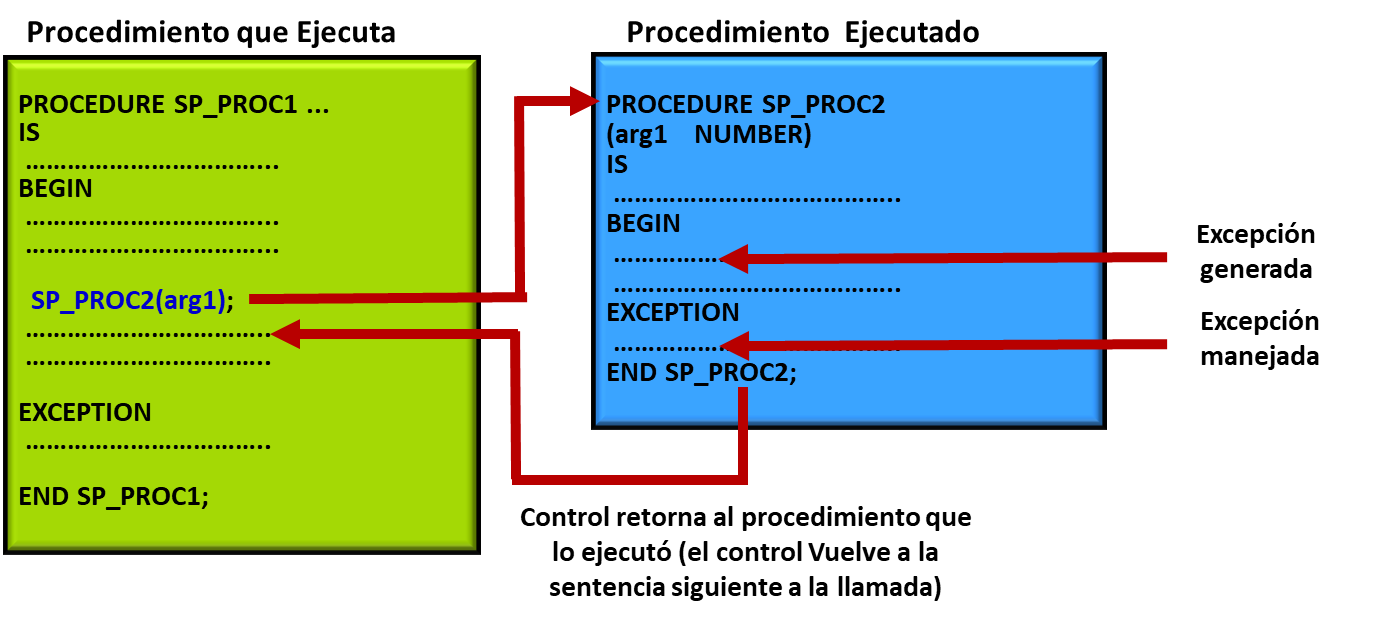 Procedimiento que Ejecuta
PROCEDURE SP_PROC1 ...
IS
................................
BEGIN
................................
................................
SP_PROC2(arg1);
...............................
...............................
EXCEPTION
...............................
END SP_PROC1;
Procedimiento Ejecutado
PROCEDURE SP_PROC2
(arg1 NUMBER)
IS
.....................................
BEGIN
................
.....................................
EXCEPTION
.....................................
END SP_PROC2;
Excepción
generada
Excepción
manejada
Control retorna al procedimiento que
lo ejecutó (el control Vuelve a la
sentencia siguiente a la llamada)